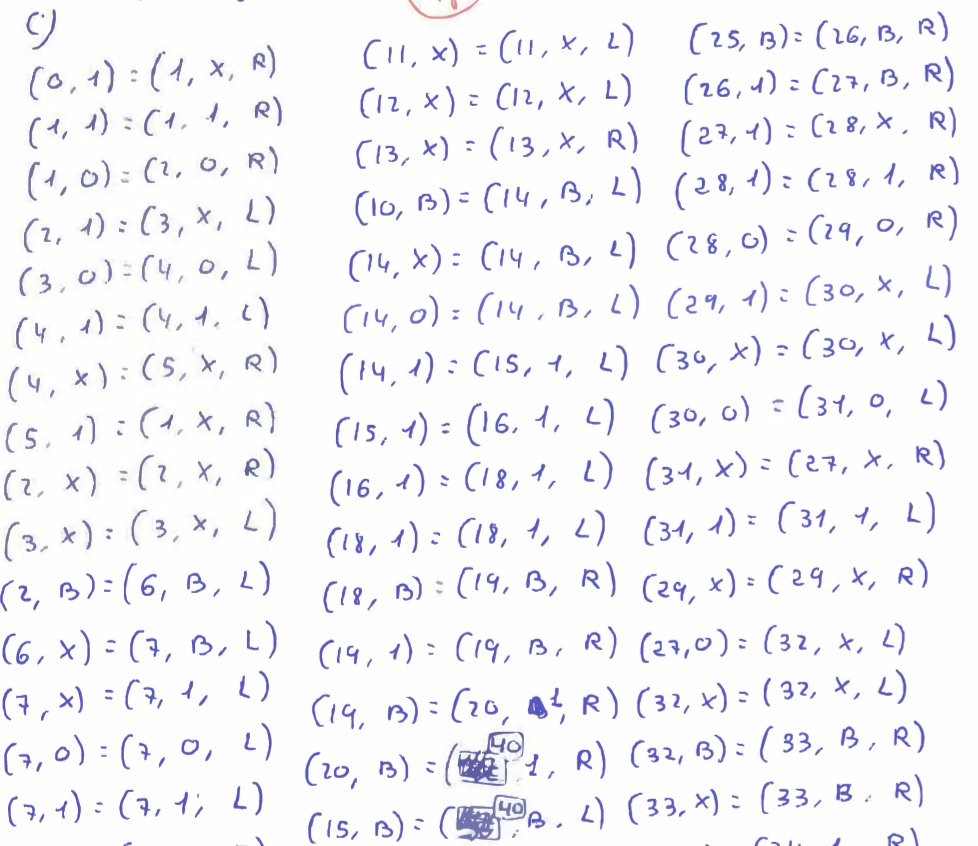 c)
(0, 1) = (1, X, R)
(1, 1) = (1, 1, R)
(1, 0) = (2, 0, R)
(2, 1) = (3, X, L)
(3, 0) = (4, 0, L)
(4, 1) = (4, 1, L)
(4, X) = (5, X, R)
(5, 1) = (1, X, R)
(2, X) = (2, X, R)
(3, X) = (3, X, L)
(2, B) = (6, B, L)
(6, X) = (7, B, L)
(7, X) = (7, 1, L)
(7, 0) = (7, 0, L)
(7, 1) = (7, 1, L)
(11, X) = (11, X, L)
(12, X) = (12, X, L)
(13, X) = (13, X, R)
(10, B) = (14, B, L)
(14, X) = (14, B, L)
(14, 0) = (14, B, L)
(14, 1) = (15, 1, L)
(15, 1) = (16, 1, L)
(16, 1) = (18, 1, L)
(18, 1) = (18, 1, L)
(18, B) = (19, B, R)
(19, 1) = (19, B, R)
(19, B) = (20, 1, R)
(20, B) = (40, 1, R)
(15, B) = (40, B, L)
(25, B) = (26, B, R)
(26, 1) = (27, B, R)
(27, 1) = (28, X, R)
(28, 1) = (28, 1, R)
(28, 0) = (29, 0, R)
(29, 1) = (30, X, L)
(30, X) = (30, X, L)
(30, 0) = (31, 0, L)
(31, X) = (27, X, R)
(31, 1) = (31, 1, L)
(29, X) = (29, X, R)
(27, 0) = (32, X, L)
(32, X) = (32, X, L)
(32, B) = (33, B, R)
(33, X) = (33, B, R)